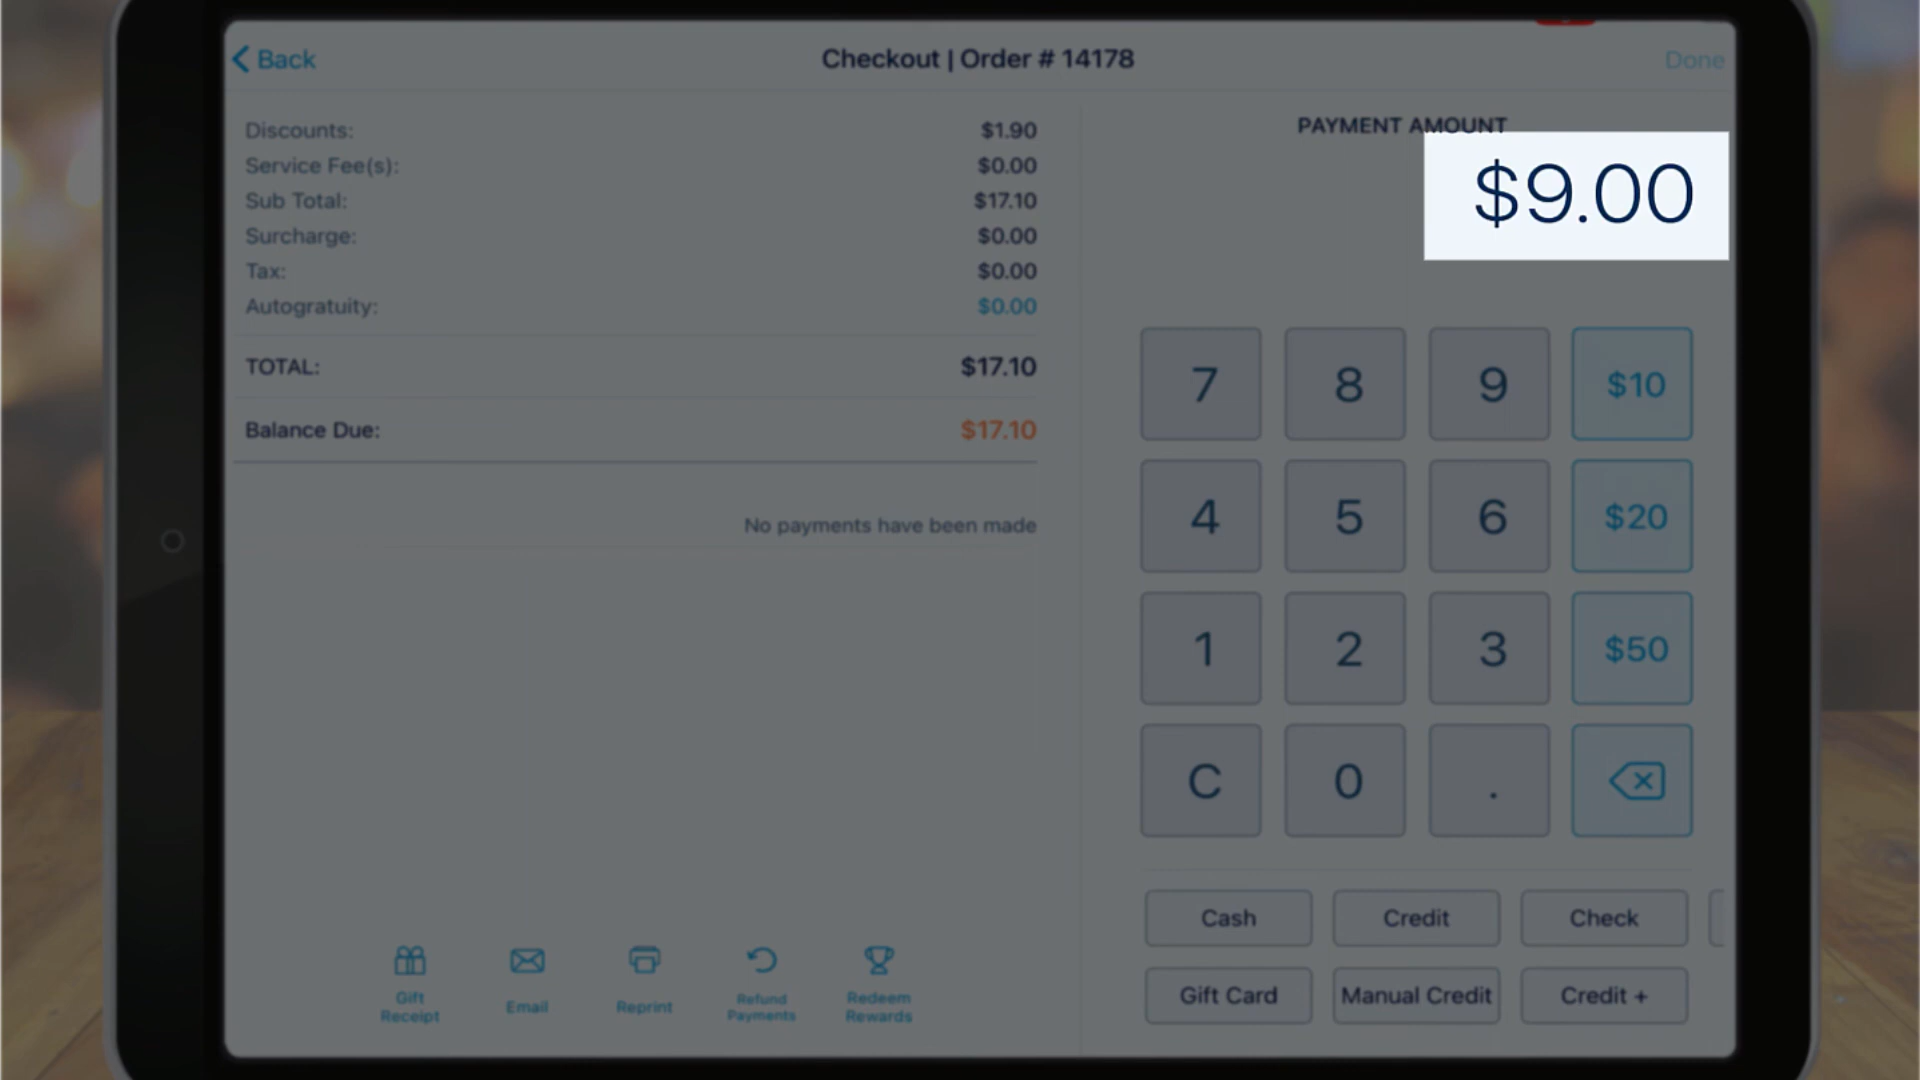 Back
Checkout | Order # 14178
Done
Discounts: $1.90
Service Fee(s): $0.00
Sub Total: $17.10
Surcharge: $0.00
Tax: $0.00
Autogratuity: $0.00
TOTAL: $17.10
Balance Due: $17.10
No payments have been made
Gift Receipt
Email
Reprint
Refund Payments
Redeem Rewards
PAYMENT AMOUNT
$9.00
7 8 9 $10
4 5 6 $20
1 2 3 $50
C 0 .
Cash Credit Check
Gift Card Manual Credit Credit +